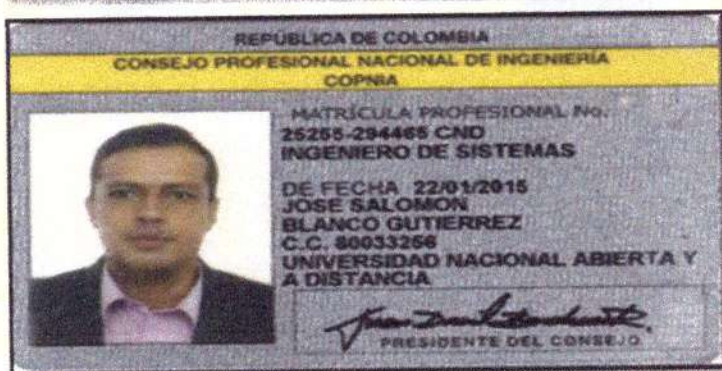 REPÚBLICA DE COLOMBIA
CONSEJO PROFESIONAL NACIONAL DE INGENIERÍA
COPNIA
MATRÍCULA PROFESIONAL No.
25255-294465 CND
INGENIERO DE SISTEMAS
DE FECHA 22/01/2015
JOSE SALOMON
BLANCO GUTIERREZ
C.C. 80033256
UNIVERSIDAD NACIONAL ABIERTA Y
A DISTANCIA
PRESIDENTE DEL CONSEJO